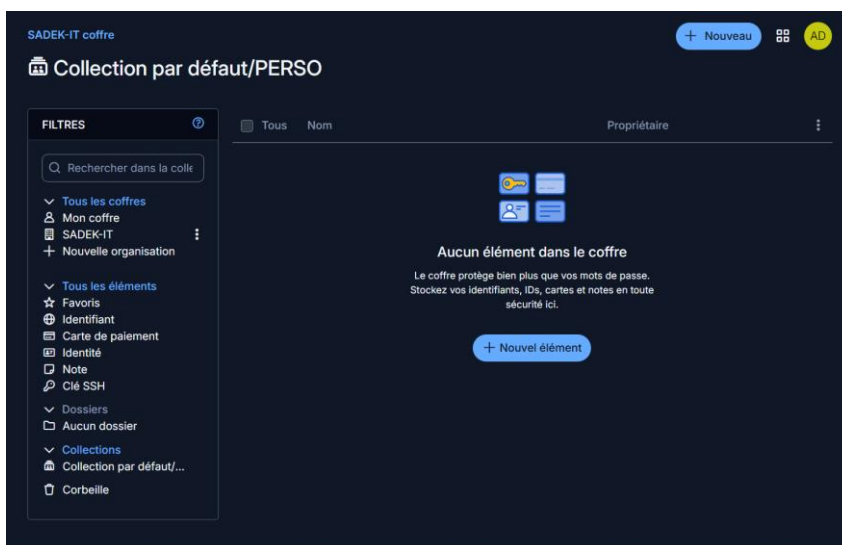 SADEK-IT coffre
+ Nouveau
AD
Collection par défaut/PERSO
FILTRES
Rechercher dans la colle
Tous les coffres
Mon coffre
SADEK-IT
Nouvelle organisation
Tous les éléments
Favoris
Identifiant
Carte de paiement
Identité
Note
Clé SSH
Dossiers
Aucun dossier
Collections
Collection par défaut/...
Corbeille
Tous Nom Propriétaire
Aucun élément dans le coffre
Le coffre protège bien plus que vos mots de passe.
Stockez vos identifiants, IDs, cartes et notes en toute
sécurité ici.
+ Nouvel élément